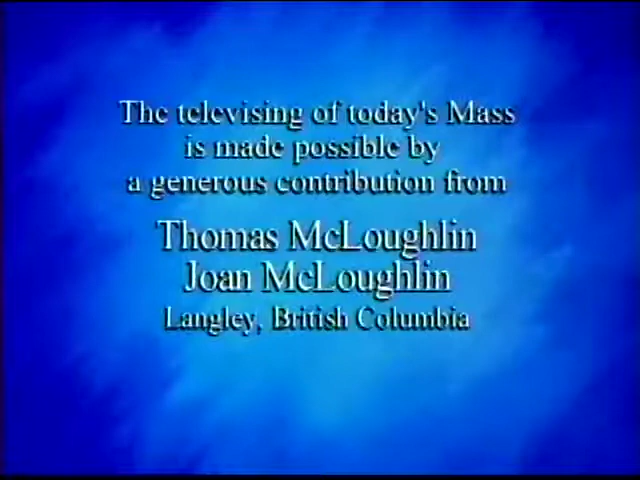 The televising of today's Mass
is made possible by
a generous contribution from
Thomas McLoughlin
Joan McLoughlin
Langley, British Columbia